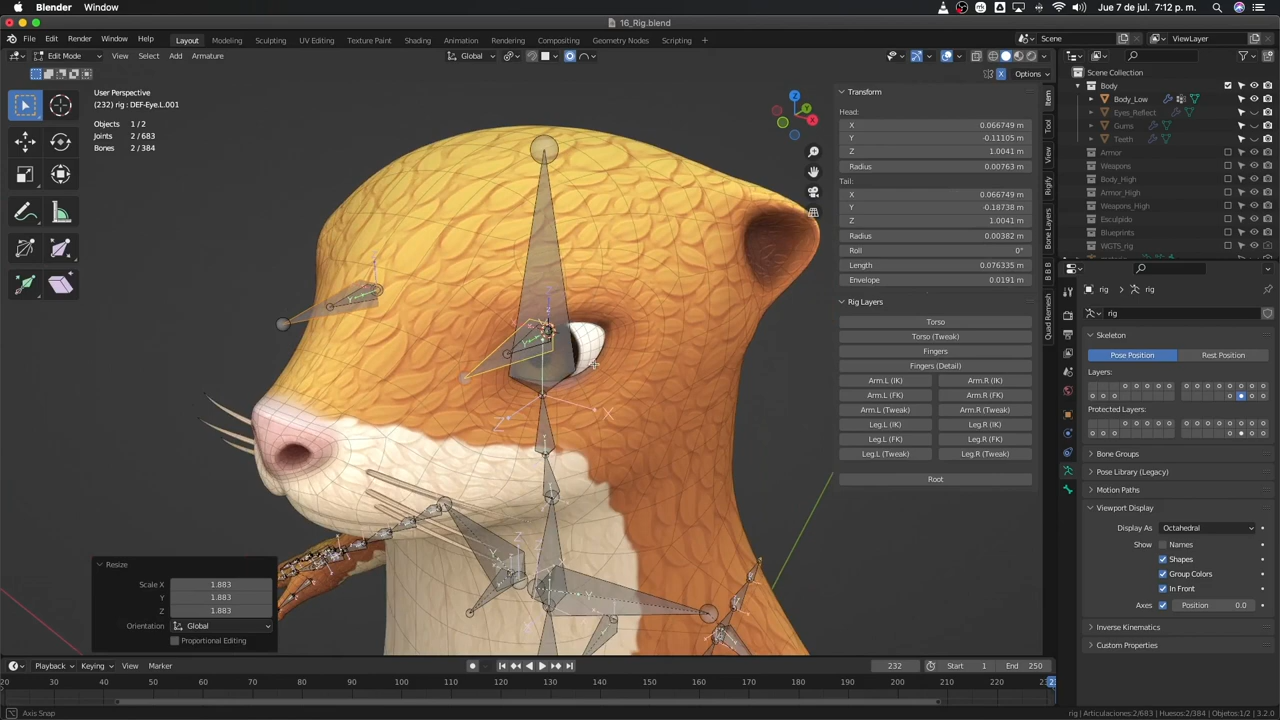 Blender Window
Jue 7 de jul. 7:12 p. m.
16_Rig.blend
File Edit Render Window Help
Layout Modeling Sculpting UV Editing Texture Paint Shading Animation Rendering Compositing Geometry Nodes Scripting +
Scene
ViewLayer
Edit Mode View Select Add Armature
Global
Options
User Perspective
(232) rig : DEF-Eye.L.001
Objects 1 / 2
Joints 2 / 683
Bones 2 / 384
Z
Y
X
Transform
Head:
X 0.066749 m
Y -0.11105 m
Z 1.0041 m
Radius 0.00763 m
Tail:
X 0.066749 m
Y -0.18738 m
Z 1.0041 m
Radius 0.00382 m
Roll 0°
Length 0.076335 m
Envelope 0.0191 m
Rig Layers
Torso
Torso (Tweak)
Fingers
Fingers (Detail)
Arm.L (IK) Arm.R (IK)
Arm.L (FK) Arm.R (FK)
Arm.L (Tweak) Arm.R (Tweak)
Leg.L (IK) Leg.R (IK)
Leg.L (FK) Leg.R (FK)
Leg.L (Tweak) Leg.R (Tweak)
Root
Item
Tool
View
Rigify
Bone Layers
B B B
Quad Remesh
Scene Collection
Body
Body_Low
Eyes_Reflect
Gums
Teeth
Armor
Weapons
Body_High
Armor_High
Weapons_High
Esculpido
Blueprints
WGTS_rig
rig rig
rig
Skeleton
Pose Position Rest Position
Layers:
Protected Layers:
Bone Groups
Pose Library (Legacy)
Motion Paths
Viewport Display
Display As Octahedral
Show Names
Shapes
Group Colors
In Front
Axes Position 0.0
Inverse Kinematics
Custom Properties
Resize
Scale X 1.883
Y 1.883
Z 1.883
Orientation Global
Proportional Editing
Playback Keying View Marker
232 Start 1 End 250
20 30 40 50 60 70 80 90 100 110 120 130 140 150 160 170 180 190 200 210 220
Axis Snap
rig | Articulaciones:2/683 | Huesos:2/384 | Objetos:1/2 | 3.2.0